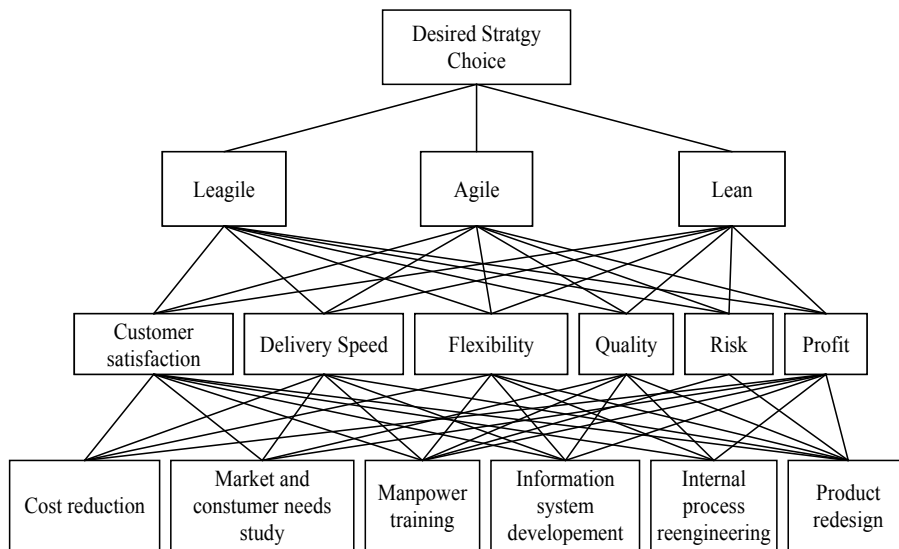 Desired Stratgy
Choice
Leagile
Agile
Lean
Customer
satisfaction
Delivery Speed
Flexibility
Quality
Risk
Profit
Cost reduction
Market and
constumer needs
study
Manpower
training
Information
system
developement
Internal
process
reengineering
Product
redesign